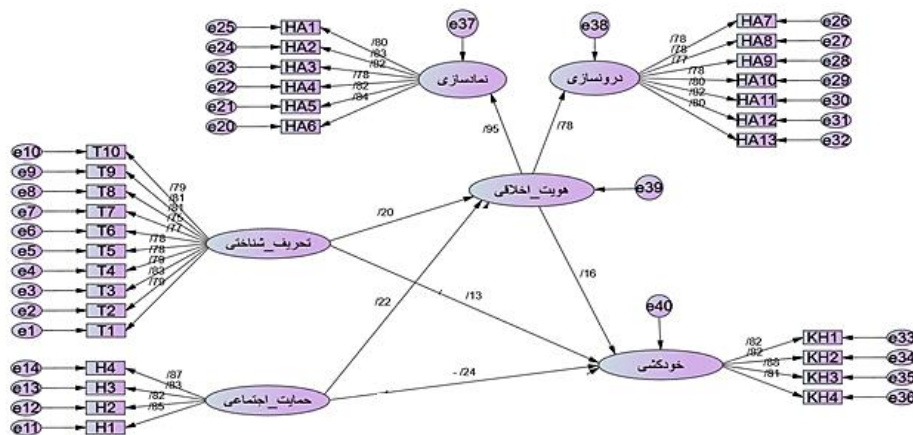 e25 HA1 /80
e24 HA2 /83
e23 HA3 /82
e22 HA4 /78
e21 HA5 /82
e20 HA6 /84
e37
نمادسازی
e38
درونسازی
/78 HA7 e26
/78 HA8 e27
/77 HA9 e28
/78 HA10 e29
/80 HA11 e30
/82 HA12 e31
/80 HA13 e32
/95
/78
هویت_اخلاقی
e39
e10 T10 /79
e9 T9 /81
e8 T8 /81
e7 T7 /75
e6 T6 /77
e5 T5 /78
e4 T4 /78
e3 T3 /79
e2 T2 /83
e1 T1 /79
تحریف_شناختی
/20
/13
/16
/22
- /24
e40
خودکشی
/82 KH1 e33
/82 KH2 e34
/88 KH3 e35
/81 KH4 e36
e14 H4 /87
e13 H3 /83
e12 H2 /82
e11 H1 /85
حمایت_اجتماعی